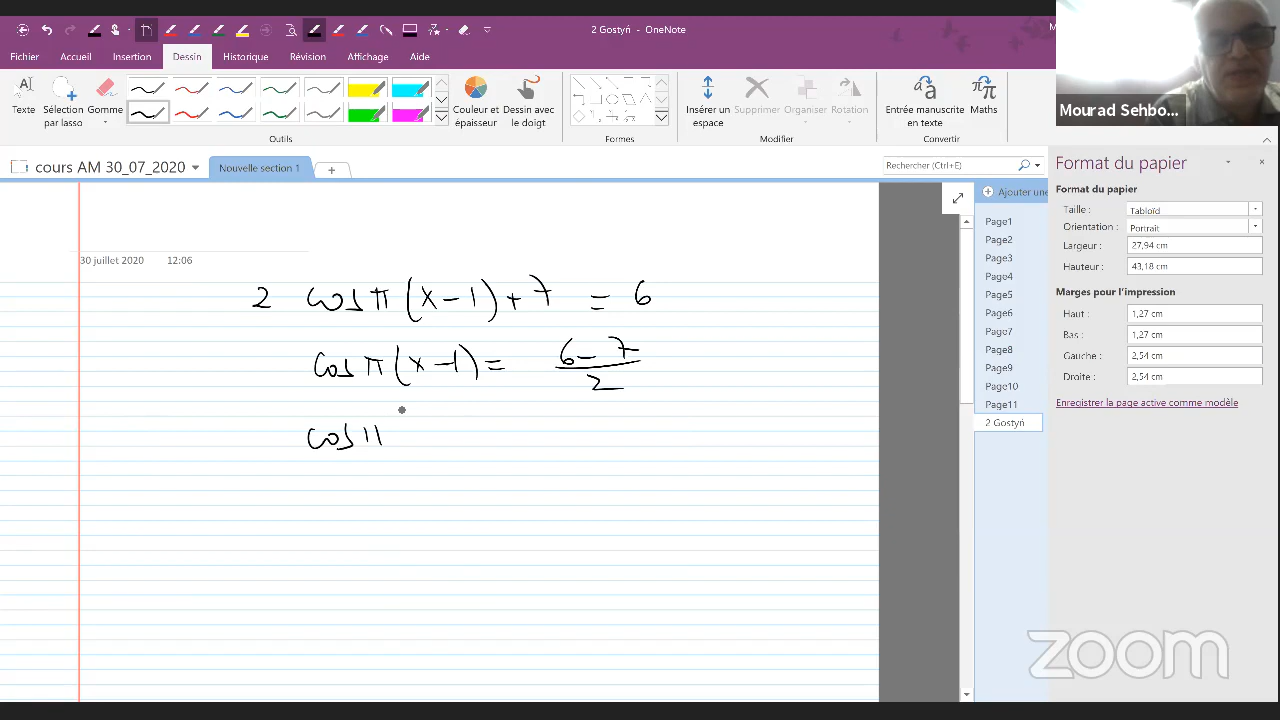 2 Gostyń - OneNote
Fichier Accueil Insertion Dessin Historique Révision Affichage Aide
Mourad Sehbo...
Texte Sélection par lasso Gomme Couleur et épaisseur Dessin avec le doigt Insérer un espace Supprimer Organiser Rotation Entrée manuscrite en texte Maths
Outils Formes Modifier Convertir
cours AM 30_07_2020 Nouvelle section 1 + Rechercher (Ctrl+E)
30 juillet 2020 12:06
2 cos π (x − 1) + 7 = 6
cos π (x − 1) = (6 − 7)/2
cos π
Ajouter une
Page1
Page2
Page3
Page4
Page5
Page6
Page7
Page8
Page9
Page10
Page11
2 Gostyń
Format du papier
Format du papier
Taille : Tabloïd
Orientation : Portrait
Largeur : 27,94 cm
Hauteur : 43,18 cm
Marges pour l'impression
Haut : 1,27 cm
Bas : 1,27 cm
Gauche : 2,54 cm
Droite : 2,54 cm
Enregistrer la page active comme modèle
zoom